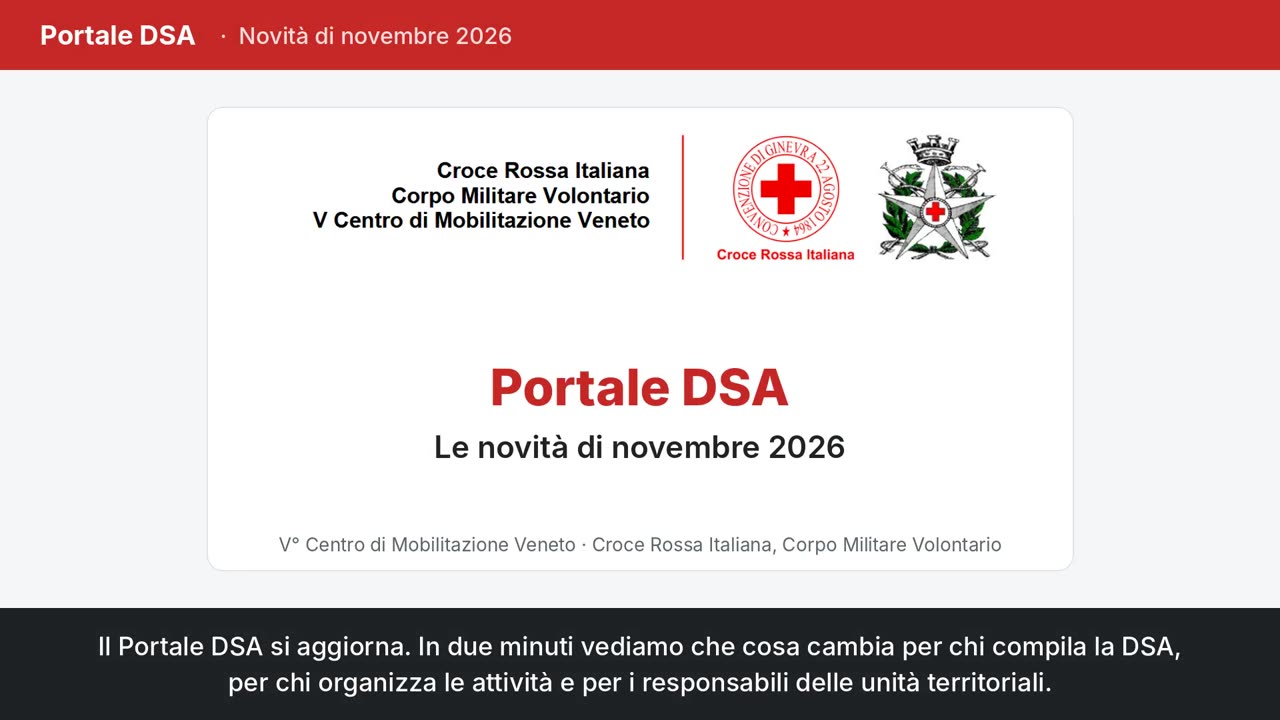 Portale DSA · Novità di novembre 2026
Croce Rossa Italiana
Corpo Militare Volontario
V Centro di Mobilitazione Veneto
CONVENZIONE DI GINEVRA 22 AGOSTO 1864
Croce Rossa Italiana
Portale DSA
Le novità di novembre 2026
V° Centro di Mobilitazione Veneto · Croce Rossa Italiana, Corpo Militare Volontario
Il Portale DSA si aggiorna. In due minuti vediamo che cosa cambia per chi compila la DSA,
per chi organizza le attività e per i responsabili delle unità territoriali.